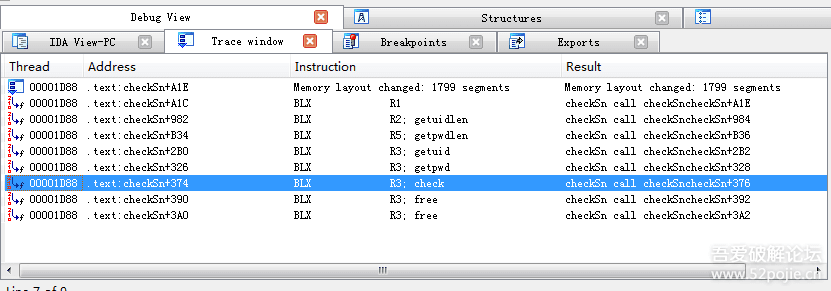 Debug View
Structures
IDA View-PC
Trace window
Breakpoints
Exports
Thread Address Instruction Result
00001D88 .text:checkSn+A1E Memory layout changed: 1799 segments Memory layout changed: 1799 segments
00001D88 .text:checkSn+A1C BLX R1 checkSn call checkSncheckSn+A1E
00001D88 .text:checkSn+982 BLX R2; getuidlen checkSn call checkSncheckSn+984
00001D88 .text:checkSn+B34 BLX R5; getpwdlen checkSn call checkSncheckSn+B36
00001D88 .text:checkSn+2B0 BLX R3; getuid checkSn call checkSncheckSn+2B2
00001D88 .text:checkSn+326 BLX R3; getpwd checkSn call checkSncheckSn+328
00001D88 .text:checkSn+374 BLX R3; check checkSn call checkSncheckSn+376
00001D88 .text:checkSn+390 BLX R3; free checkSn call checkSncheckSn+392
00001D88 .text:checkSn+3A0 BLX R3; free checkSn call checkSncheckSn+3A2
吾爱破解论坛
www.52pojie.cn